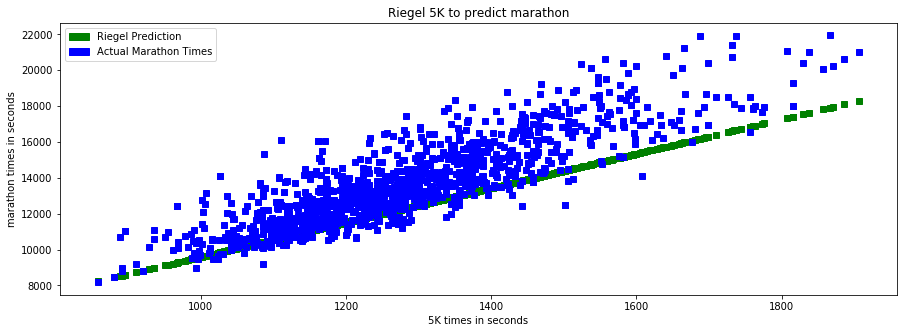 Riegel 5K to predict marathon
Riegel Prediction
Actual Marathon Times
marathon times in seconds
22000
20000
18000
16000
14000
12000
10000
8000
1000
1200
1400
1600
1800
5K times in seconds